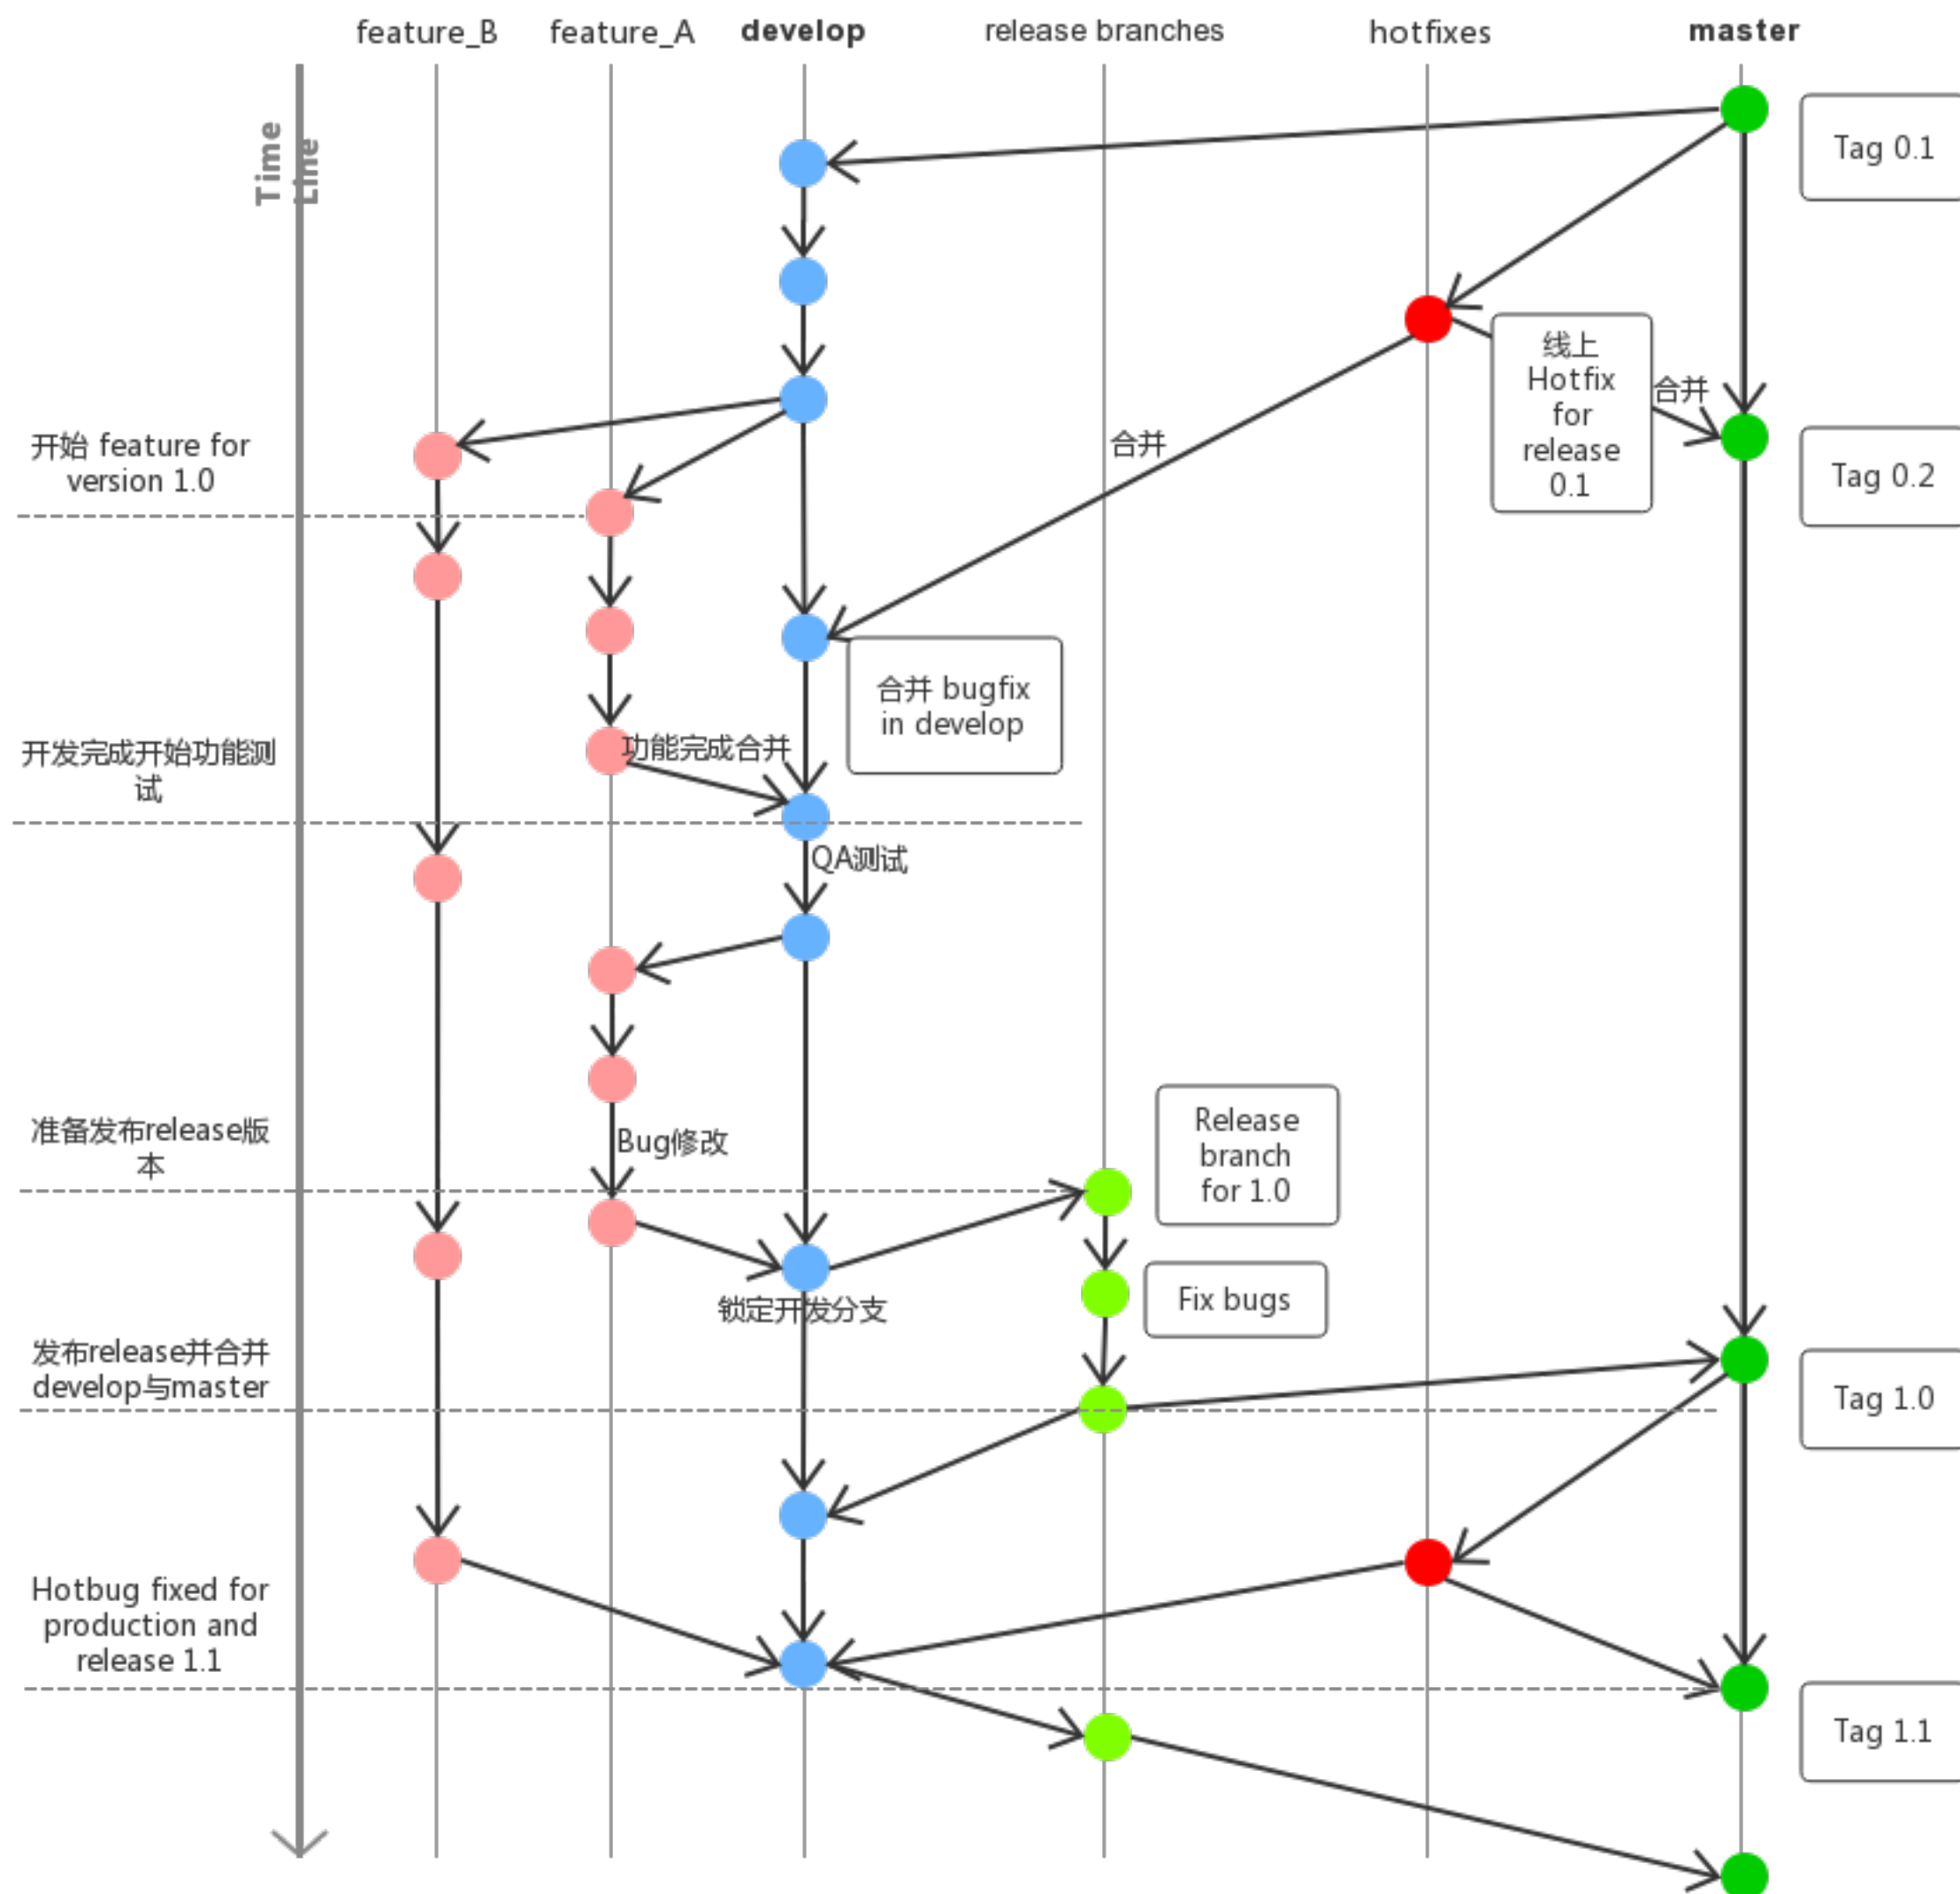 feature_B
feature_A
develop
release branches
hotfixes
master
Time
Line
Tag 0.1
线上
Hotfix
for
release
0.1
合并
合并
Tag 0.2
开始 feature for
version 1.0
合并 bugfix
in develop
功能完成合并
开发完成开始功能测
试
QA测试
Release
branch
for 1.0
准备发布release版
本
Bug修改
Fix bugs
锁定开发分支
发布release并合并
develop与master
Tag 1.0
Hotbug fixed for
production and
release 1.1
Tag 1.1